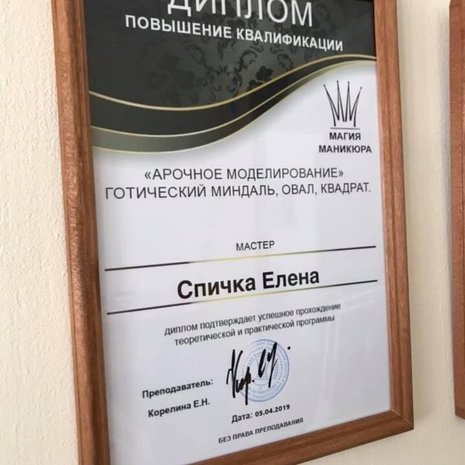 ДИПЛОМ
ПОВЫШЕНИЕ КВАЛИФИКАЦИИ
МАГИЯ
МАНИКЮРА
«АРОЧНОЕ МОДЕЛИРОВАНИЕ»
ГОТИЧЕСКИЙ МИНДАЛЬ, ОВАЛ, КВАДРАТ.
МАСТЕР
Спичка Елена
диплом подтверждает успешное прохождение
теоретической и практической программы
Преподаватель:
Корелина Е.Н.
Дата: 05.04.2019
БЕЗ ПРАВА ПРЕПОДАВАНИЯ